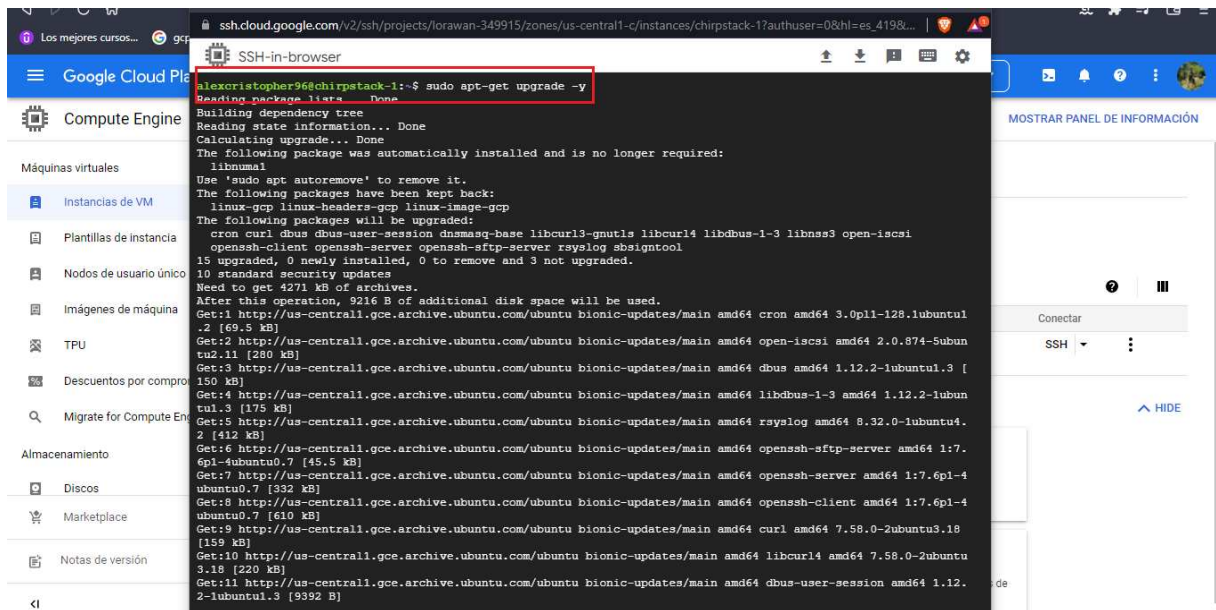 Los mejores cursos...
gcp
ssh.cloud.google.com/v2/ssh/projects/lorawan-349915/zones/us-central1-c/instances/chirpstack-1?authuser=0&hl=es_419&...
SSH-in-browser
Google Cloud Pla
Compute Engine
MOSTRAR PANEL DE INFORMACIÓN
Máquinas virtuales
Instancias de VM
Plantillas de instancia
Nodos de usuario único
Imágenes de máquina
TPU
Descuentos por compro
Migrate for Compute Eng
Almacenamiento
Discos
Marketplace
Notas de versión
alexcristopher96@chirpstack-1:~$ sudo apt-get upgrade -y
Reading package lists... Done
Building dependency tree
Reading state information... Done
Calculating upgrade... Done
The following package was automatically installed and is no longer required:
libnuma1
Use 'sudo apt autoremove' to remove it.
The following packages have been kept back:
linux-gcp linux-headers-gcp linux-image-gcp
The following packages will be upgraded:
cron curl dbus dbus-user-session dnsmasq-base libcurl3-gnutls libcurl4 libdbus-1-3 libnss3 open-iscsi
openssh-client openssh-server openssh-sftp-server rsyslog sbsigntool
15 upgraded, 0 newly installed, 0 to remove and 3 not upgraded.
10 standard security updates
Need to get 4271 kB of archives.
After this operation, 9216 B of additional disk space will be used.
Get:1 http://us-central1.gce.archive.ubuntu.com/ubuntu bionic-updates/main amd64 cron amd64 3.0pl1-128.1ubuntu1
.2 [69.5 kB]
Get:2 http://us-central1.gce.archive.ubuntu.com/ubuntu bionic-updates/main amd64 open-iscsi amd64 2.0.874-5ubun
tu2.11 [280 kB]
Get:3 http://us-central1.gce.archive.ubuntu.com/ubuntu bionic-updates/main amd64 dbus amd64 1.12.2-1ubuntu1.3 [
150 kB]
Get:4 http://us-central1.gce.archive.ubuntu.com/ubuntu bionic-updates/main amd64 libdbus-1-3 amd64 1.12.2-1ubun
tu1.3 [175 kB]
Get:5 http://us-central1.gce.archive.ubuntu.com/ubuntu bionic-updates/main amd64 rsyslog amd64 8.32.0-1ubuntu4.
2 [412 kB]
Get:6 http://us-central1.gce.archive.ubuntu.com/ubuntu bionic-updates/main amd64 openssh-sftp-server amd64 1:7.
6p1-4ubuntu0.7 [45.5 kB]
Get:7 http://us-central1.gce.archive.ubuntu.com/ubuntu bionic-updates/main amd64 openssh-server amd64 1:7.6p1-4
ubuntu0.7 [332 kB]
Get:8 http://us-central1.gce.archive.ubuntu.com/ubuntu bionic-updates/main amd64 openssh-client amd64 1:7.6p1-4
ubuntu0.7 [610 kB]
Get:9 http://us-central1.gce.archive.ubuntu.com/ubuntu bionic-updates/main amd64 curl amd64 7.58.0-2ubuntu3.18
[159 kB]
Get:10 http://us-central1.gce.archive.ubuntu.com/ubuntu bionic-updates/main amd64 libcurl4 amd64 7.58.0-2ubuntu
3.18 [220 kB]
Get:11 http://us-central1.gce.archive.ubuntu.com/ubuntu bionic-updates/main amd64 dbus-user-session amd64 1.12.
2-1ubuntu1.3 [9392 B]
Conectar
SSH
HIDE
de